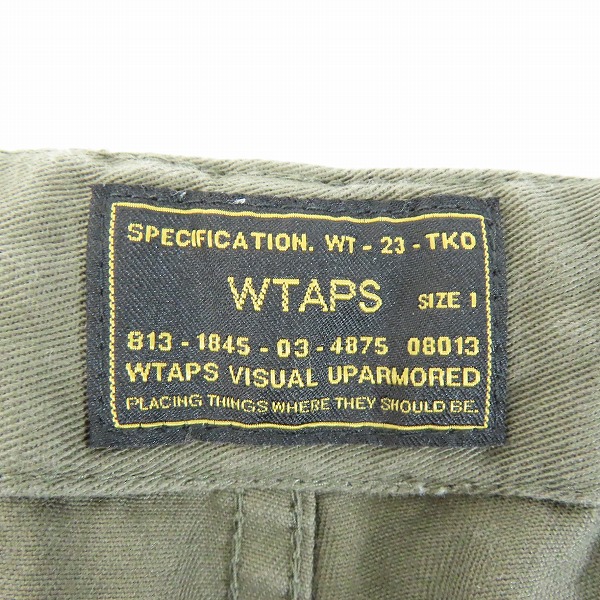 SPECIFICATION. WT - 23 - TKO
WTAPS SIZE 1
813 - 1845 - 03 - 4875 08013
WTAPS VISUAL UPARMORED
PLACING THINGS WHERE THEY SHOULD BE.